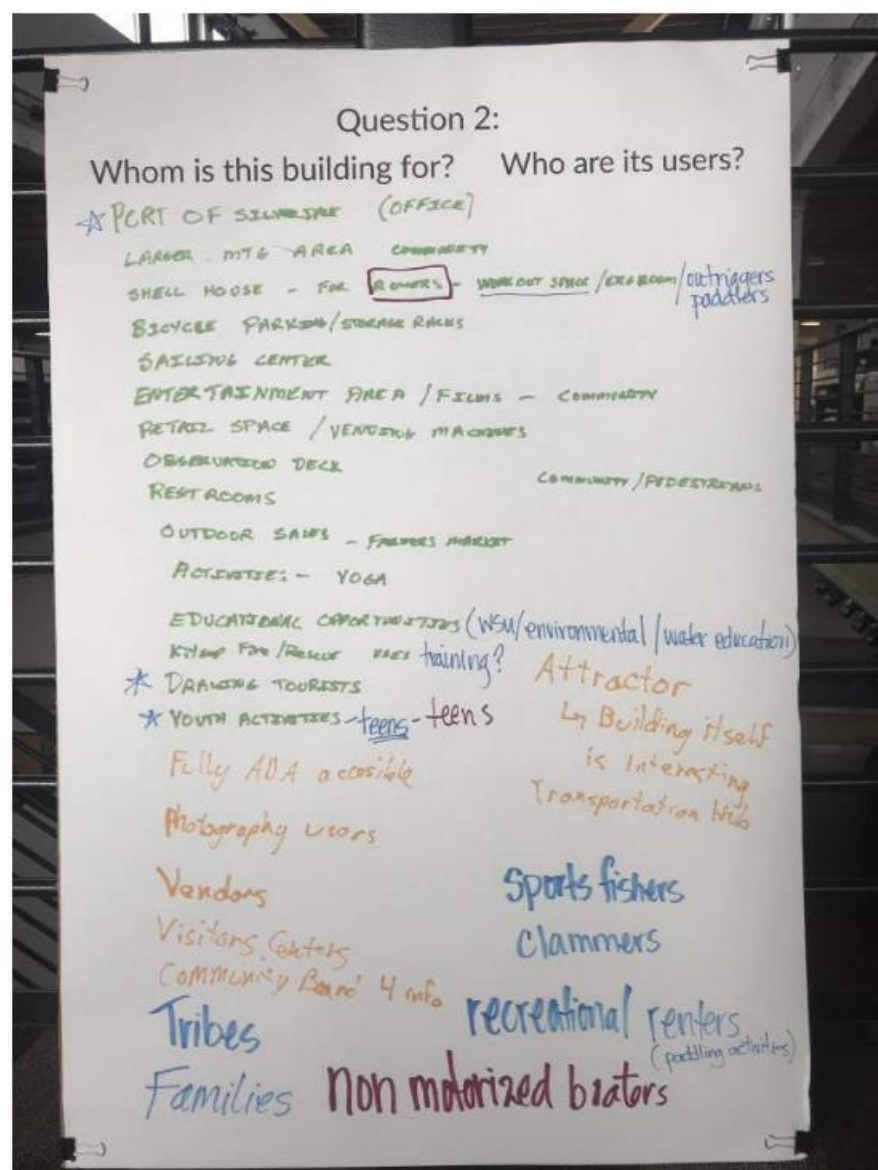 Question 2:
Whom is this building for? Who are its users?
☆ PORT OF SILVERDALE (OFFICE)
LARGER MTG AREA COMMUNITY
SHELL HOUSE - FOR ROWERS - WORKOUT SPACE / ERG ROOM / outriggers
paddlers
BICYCLE PARKING / STORAGE RACKS
SAILING CENTER
ENTERTAINMENT AREA / FILMS - COMMUNITY
RETAIL SPACE / VENDING MACHINES
OBSERVATION DECK
COMMUNITY / PEDESTRIANS
RESTROOMS
OUTDOOR SALES - FARMERS MARKET
ACTIVITIES - YOGA
EDUCATIONAL OPPORTUNITIES (WSU / environmental / water education)
KITSAP FIRE / RESCUE USES training?
* DRAWING TOURISTS
* YOUTH ACTIVITIES - teens - teens
Attractor
↳ Building itself
is Interesting
Transportation Hub
Fully ADA accesible
Photography users
Vendors
Visitors Centers
Community Board 4 info
Sports fishers
Clammers
Tribes
recreational renters
(paddling activities)
Families
non motorized boaters